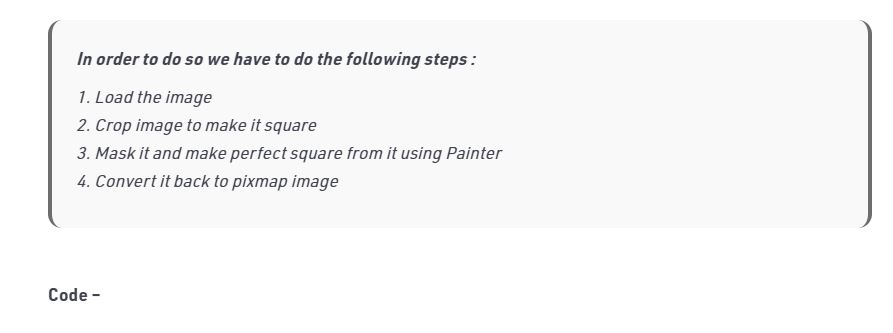 In order to do so we have to do the following steps :
1. Load the image
2. Crop image to make it square
3. Mask it and make perfect square from it using Painter
4. Convert it back to pixmap image
Code –